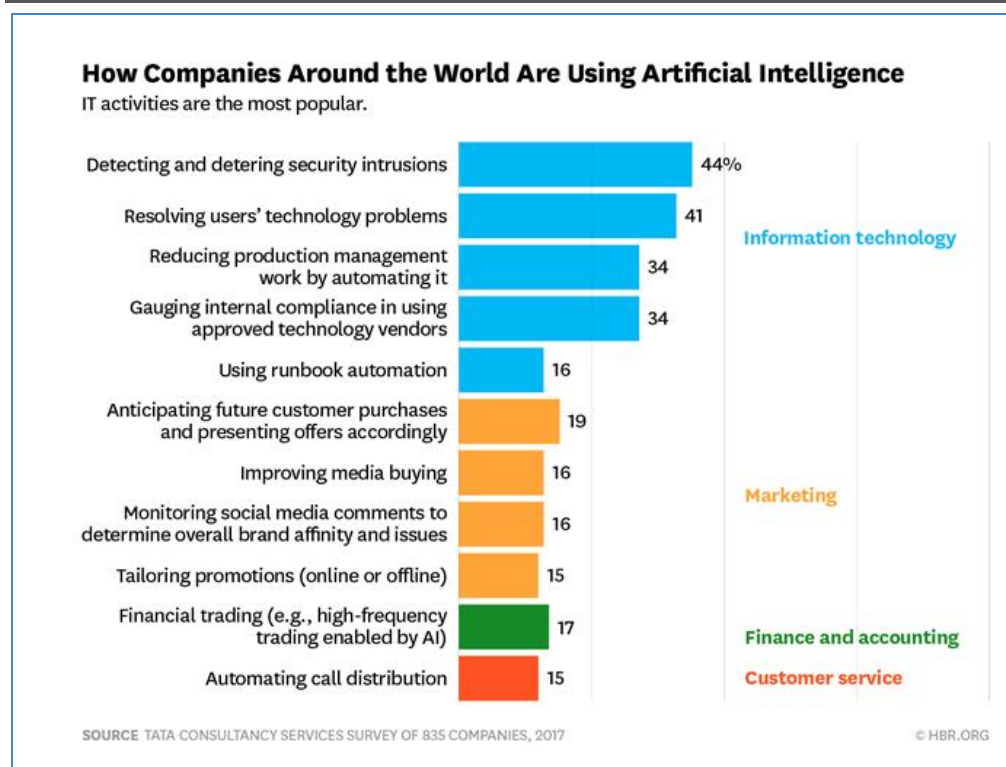 How Companies Around the World Are Using Artificial Intelligence
IT activities are the most popular.
Detecting and detering security intrusions
44%
Resolving users' technology problems
41
Information technology
Reducing production management
work by automating it
34
Gauging internal compliance in using
approved technology vendors
34
Using runbook automation
16
Anticipating future customer purchases
and presenting offers accordingly
19
Improving media buying
16
Marketing
Monitoring social media comments to
determine overall brand affinity and issues
16
Tailoring promotions (online or offline)
15
Financial trading (e.g., high-frequency
trading enabled by AI)
17
Finance and accounting
Automating call distribution
15
Customer service
SOURCE TATA CONSULTANCY SERVICES SURVEY OF 835 COMPANIES, 2017
© HBR.ORG